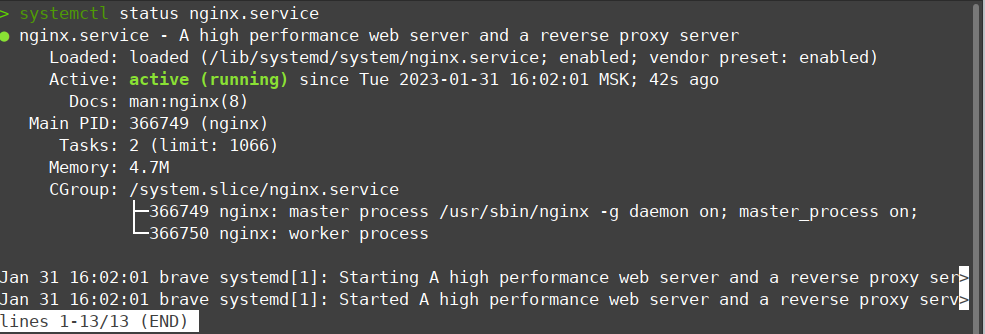 > systemctl status nginx.service
● nginx.service - A high performance web server and a reverse proxy server
Loaded: loaded (/lib/systemd/system/nginx.service; enabled; vendor preset: enabled)
Active: active (running) since Tue 2023-01-31 16:02:01 MSK; 42s ago
Docs: man:nginx(8)
Main PID: 366749 (nginx)
Tasks: 2 (limit: 1066)
Memory: 4.7M
CGroup: /system.slice/nginx.service
├─366749 nginx: master process /usr/sbin/nginx -g daemon on; master_process on;
└─366750 nginx: worker process
Jan 31 16:02:01 brave systemd[1]: Starting A high performance web server and a reverse proxy ser>
Jan 31 16:02:01 brave systemd[1]: Started A high performance web server and a reverse proxy serv>
lines 1-13/13 (END)